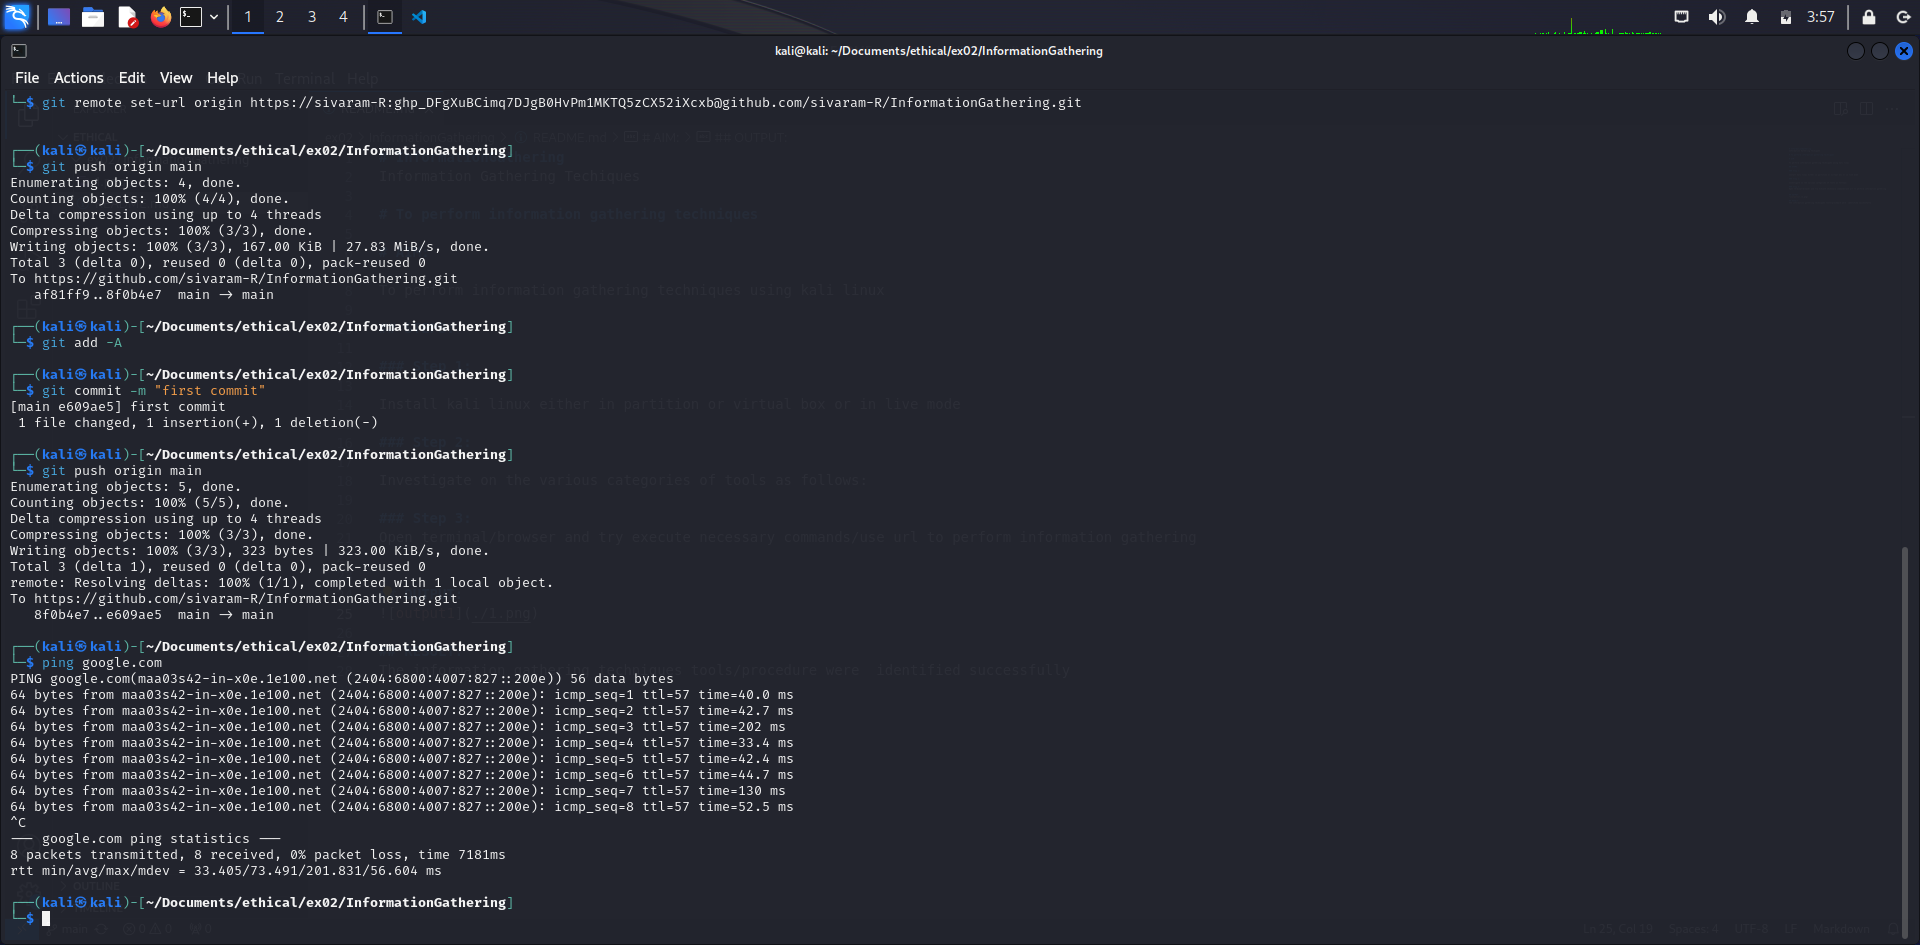 1 2 3 4 3:57
kali@kali: ~/Documents/ethical/ex02/InformationGathering
File Actions Edit View Help
└─$ git remote set-url origin https://sivaram-R: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@github.com/sivaram-R/InformationGathering.git
┌──(kali㉿kali)-[~/Documents/ethical/ex02/InformationGathering]
└─$ git push origin main
Enumerating objects: 4, done.
Counting objects: 100% (4/4), done.
Delta compression using up to 4 threads
Compressing objects: 100% (3/3), done.
Writing objects: 100% (3/3), 167.00 KiB | 27.83 MiB/s, done.
Total 3 (delta 0), reused 0 (delta 0), pack-reused 0
To https://github.com/sivaram-R/InformationGathering.git
af81ff9..8f0b4e7 main -> main
┌──(kali㉿kali)-[~/Documents/ethical/ex02/InformationGathering]
└─$ git add -A
┌──(kali㉿kali)-[~/Documents/ethical/ex02/InformationGathering]
└─$ git commit -m "first commit"
[main e609ae5] first commit
1 file changed, 1 insertion(+), 1 deletion(-)
┌──(kali㉿kali)-[~/Documents/ethical/ex02/InformationGathering]
└─$ git push origin main
Enumerating objects: 5, done.
Counting objects: 100% (5/5), done.
Delta compression using up to 4 threads
Compressing objects: 100% (3/3), done.
Writing objects: 100% (3/3), 323 bytes | 323.00 KiB/s, done.
Total 3 (delta 1), reused 0 (delta 0), pack-reused 0
remote: Resolving deltas: 100% (1/1), completed with 1 local object.
To https://github.com/sivaram-R/InformationGathering.git
8f0b4e7..e609ae5 main -> main
┌──(kali㉿kali)-[~/Documents/ethical/ex02/InformationGathering]
└─$ ping google.com
PING google.com(maa03s42-in-x0e.1e100.net (2404:6800:4007:827::200e)) 56 data bytes
64 bytes from maa03s42-in-x0e.1e100.net (2404:6800:4007:827::200e): icmp_seq=1 ttl=57 time=40.0 ms
64 bytes from maa03s42-in-x0e.1e100.net (2404:6800:4007:827::200e): icmp_seq=2 ttl=57 time=42.7 ms
64 bytes from maa03s42-in-x0e.1e100.net (2404:6800:4007:827::200e): icmp_seq=3 ttl=57 time=202 ms
64 bytes from maa03s42-in-x0e.1e100.net (2404:6800:4007:827::200e): icmp_seq=4 ttl=57 time=33.4 ms
64 bytes from maa03s42-in-x0e.1e100.net (2404:6800:4007:827::200e): icmp_seq=5 ttl=57 time=42.4 ms
64 bytes from maa03s42-in-x0e.1e100.net (2404:6800:4007:827::200e): icmp_seq=6 ttl=57 time=44.7 ms
64 bytes from maa03s42-in-x0e.1e100.net (2404:6800:4007:827::200e): icmp_seq=7 ttl=57 time=130 ms
64 bytes from maa03s42-in-x0e.1e100.net (2404:6800:4007:827::200e): icmp_seq=8 ttl=57 time=52.5 ms
^C
--- google.com ping statistics ---
8 packets transmitted, 8 received, 0% packet loss, time 7181ms
rtt min/avg/max/mdev = 33.405/73.491/201.831/56.604 ms
┌──(kali㉿kali)-[~/Documents/ethical/ex02/InformationGathering]
└─$